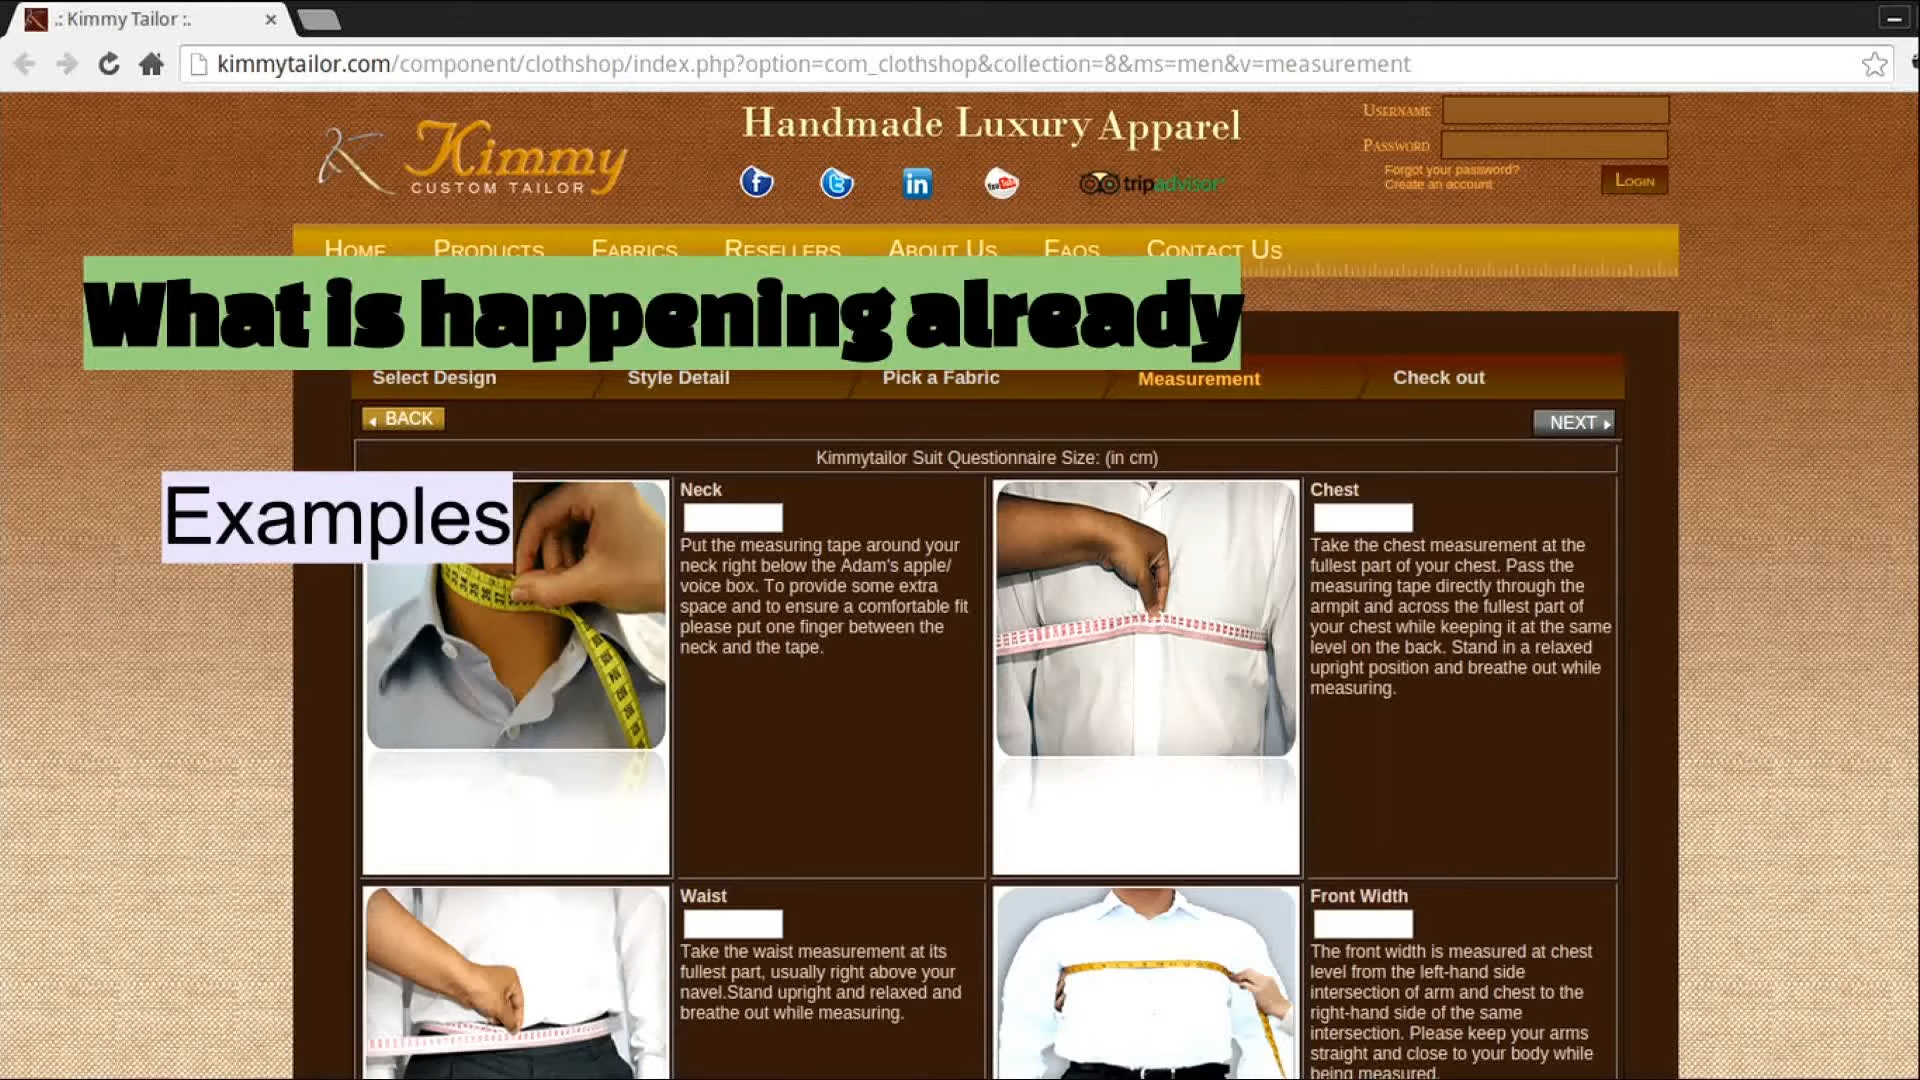 .: Kimmy Tailor :.
kimmytailor.com/component/clothshop/index.php?option=com_clothshop&collection=8&ms=men&v=measurement
Kimmy
CUSTOM TAILOR
Handmade Luxury Apparel
tripadvisor
Username
Password
Forgot your password?
Create an account
Login
Home Products Fabrics Resellers About Us Faqs Contact Us
What is happening already
Select Design Style Detail Pick a Fabric Measurement Check out
BACK NEXT
Kimmytailor Suit Questionnaire Size: (in cm)
Examples
Neck
Put the measuring tape around your
neck right below the Adam's apple/
voice box. To provide some extra
space and to ensure a comfortable fit
please put one finger between the
neck and the tape.
Chest
Take the chest measurement at the
fullest part of your chest. Pass the
measuring tape directly through the
armpit and across the fullest part of
your chest while keeping it at the same
level on the back. Stand in a relaxed
upright position and breathe out while
measuring.
Waist
Take the waist measurement at its
fullest part, usually right above your
navel.Stand upright and relaxed and
breathe out while measuring.
Front Width
The front width is measured at chest
level from the left-hand side
intersection of arm and chest to the
right-hand side of the same
intersection. Please keep your arms
straight and close to your body while
being measured.